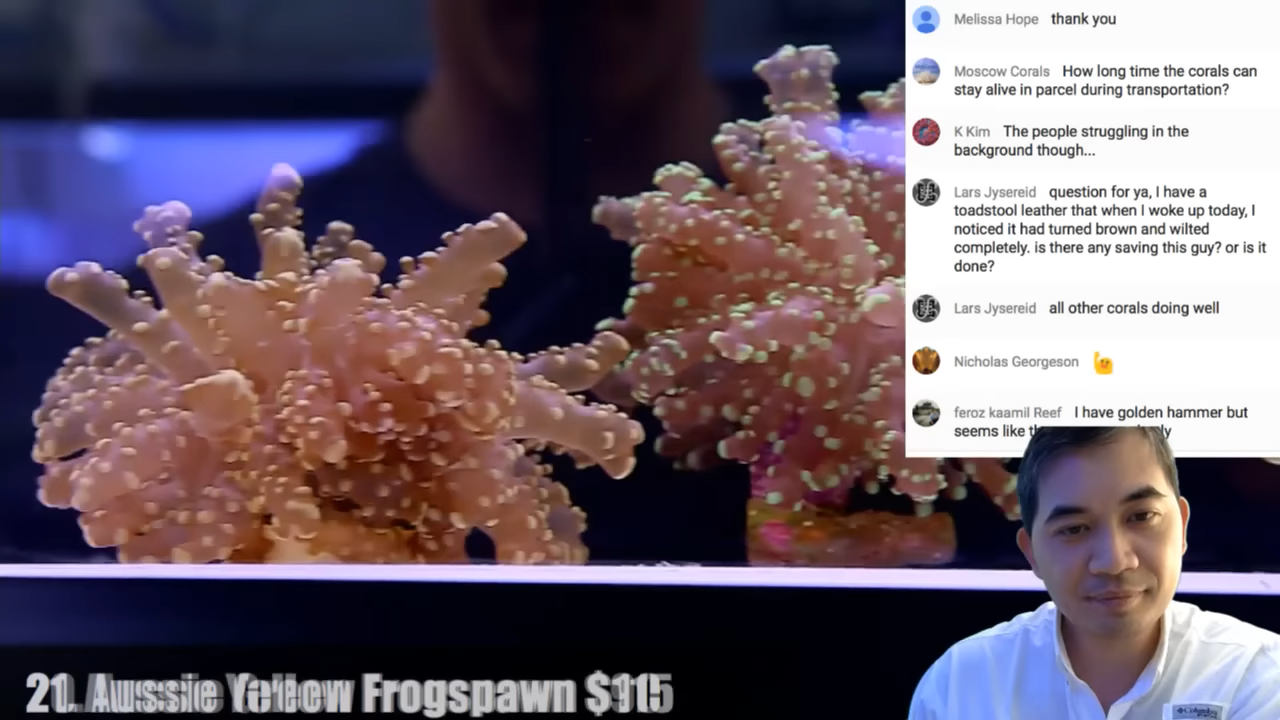 Melissa Hope thank you
Moscow Corals How long time the corals can
stay alive in parcel during transportation?
K Kim The people struggling in the
background though...
Lars Jysereid question for ya, I have a
toadstool leather that when I woke up today, I
noticed it had turned brown and wilted
completely. is there any saving this guy? or is it
done?
Lars Jysereid all other corals doing well
Nicholas Georgeson
feroz kaamil Reef I have golden hammer but
seems like
Columbia
Aussie Frogspawn